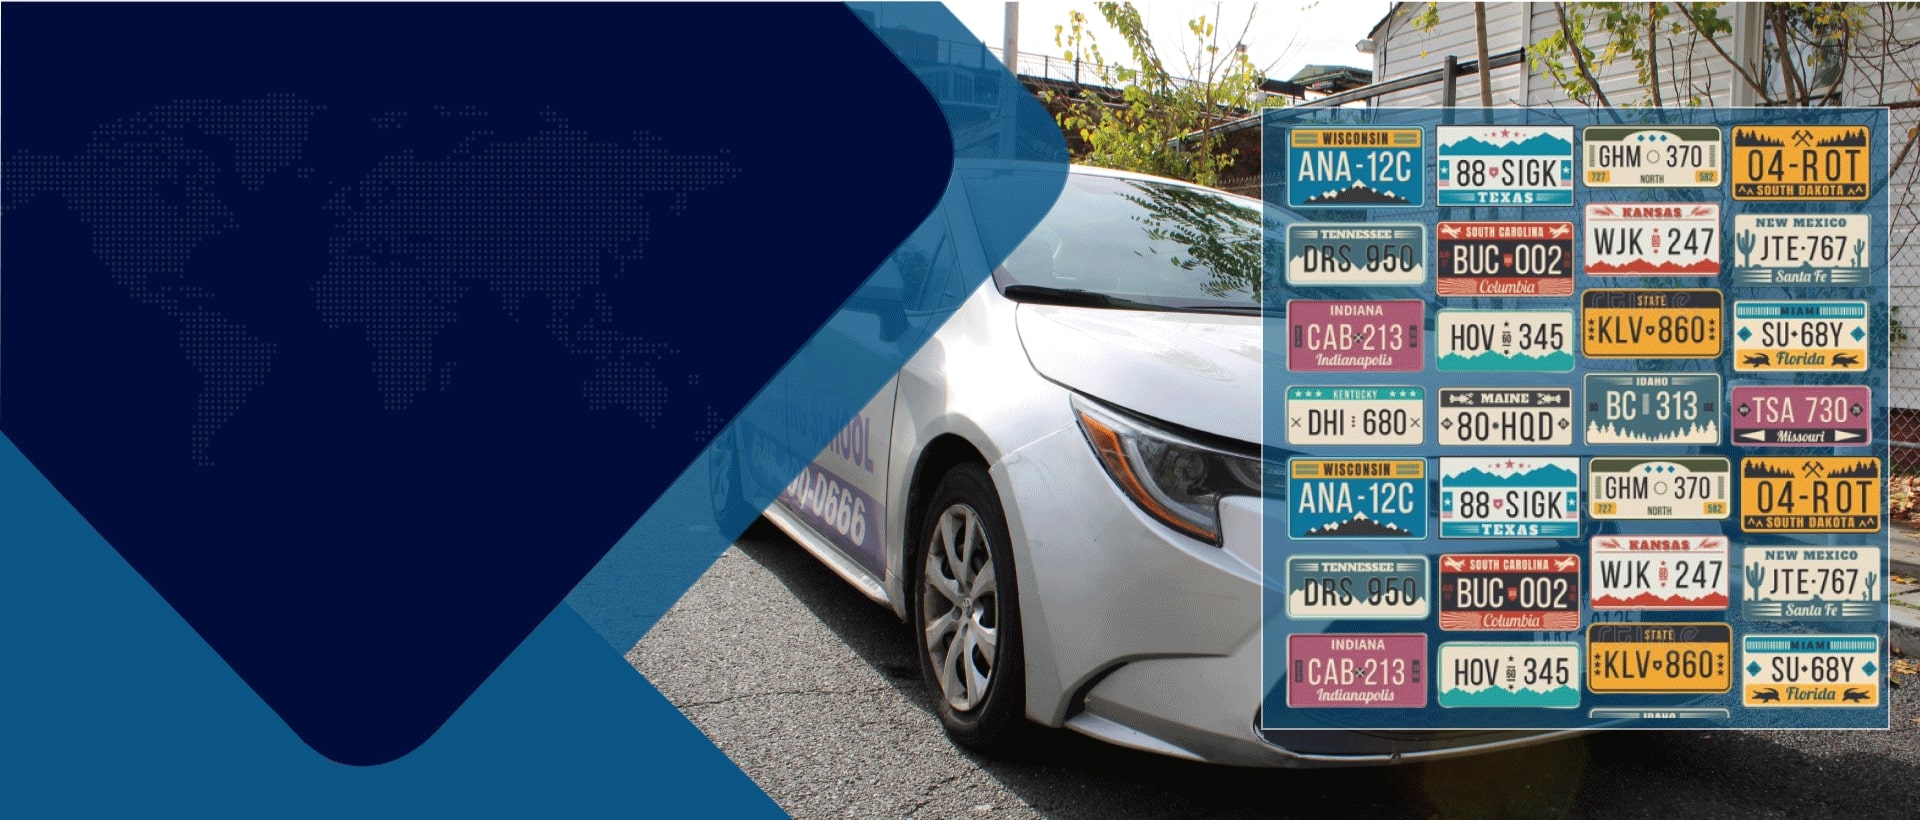 HOOL
0-0666
WISCONSIN
ANA-12C
88 SIGK
TEXAS
GHM 370
727 NORTH 582
04-ROT
SOUTH DAKOTA
TENNESSEE
DRS 950
SOUTH CAROLINA
BUC 002
Columbia
KANSAS
WJK 247
NEW MEXICO
JTE-767
Santa Fe
INDIANA
CAB 213
Indianapolis
HOV 60 345
STATE
KLV 860
MIAMI
SU 68Y
Florida
KENTUCKY
DHI 680
MAINE
80 HQD
IDAHO
BC 313
TSA 730
Missouri
WISCONSIN
ANA-12C
88 SIGK
TEXAS
GHM 370
727 NORTH 582
04-ROT
SOUTH DAKOTA
TENNESSEE
DRS 950
SOUTH CAROLINA
BUC 002
Columbia
KANSAS
WJK 247
NEW MEXICO
JTE-767
Santa Fe
INDIANA
CAB 213
Indianapolis
HOV 345
STATE
KLV 860
MIAMI
SU 68Y
Florida
IDAHO